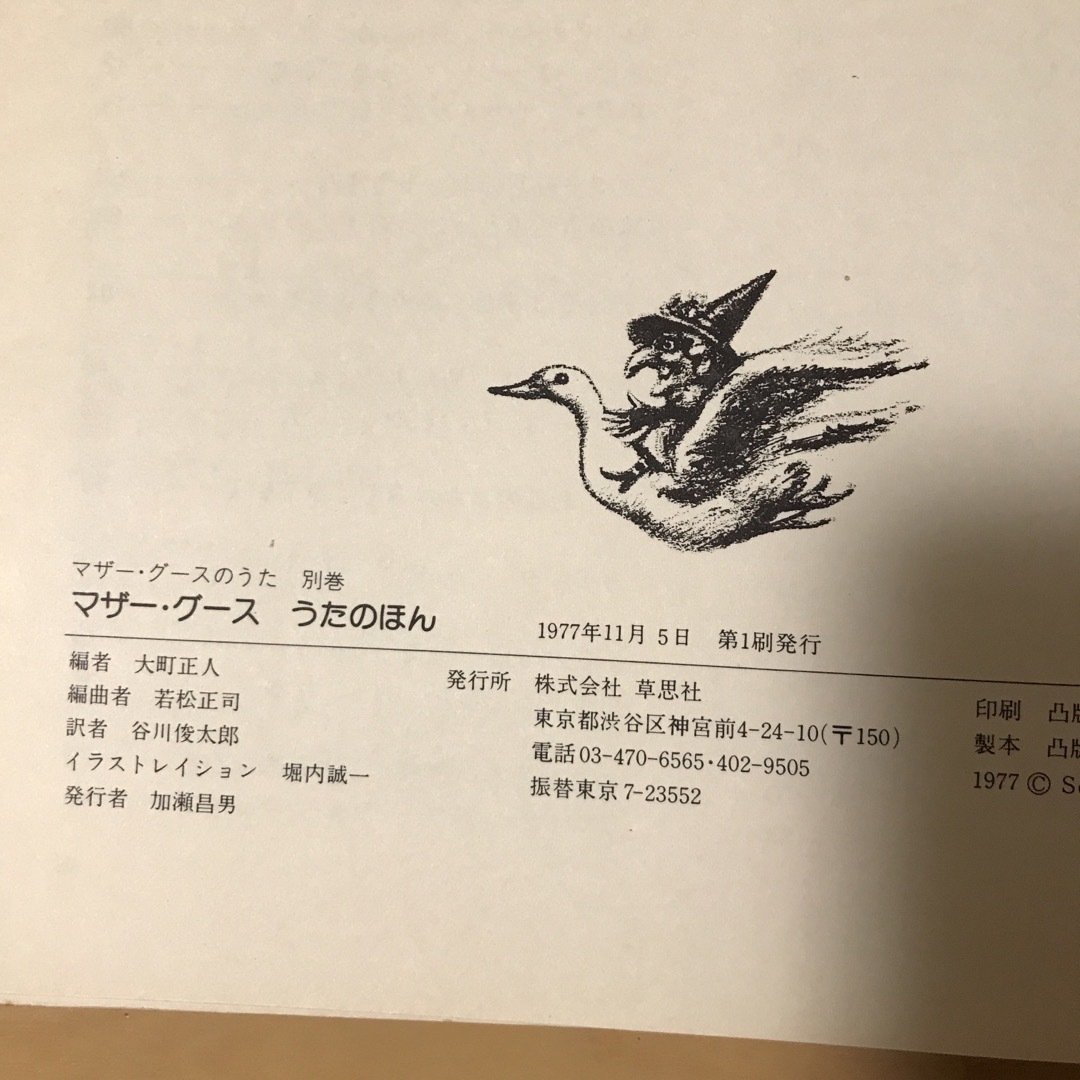 マザー・グースのうた 別巻
マザー・グース うたのほん
1977年11月 5日 第1刷発行
編者 大町正人
編曲者 若松正司
訳者 谷川俊太郎
イラストレイション 堀内誠一
発行者 加瀬昌男
発行所 株式会社 草思社
東京都渋谷区神宮前4-24-10(〒150)
電話03-470-6565・402-9505
振替東京7-23552
印刷 凸版
製本 凸版
1977 © S